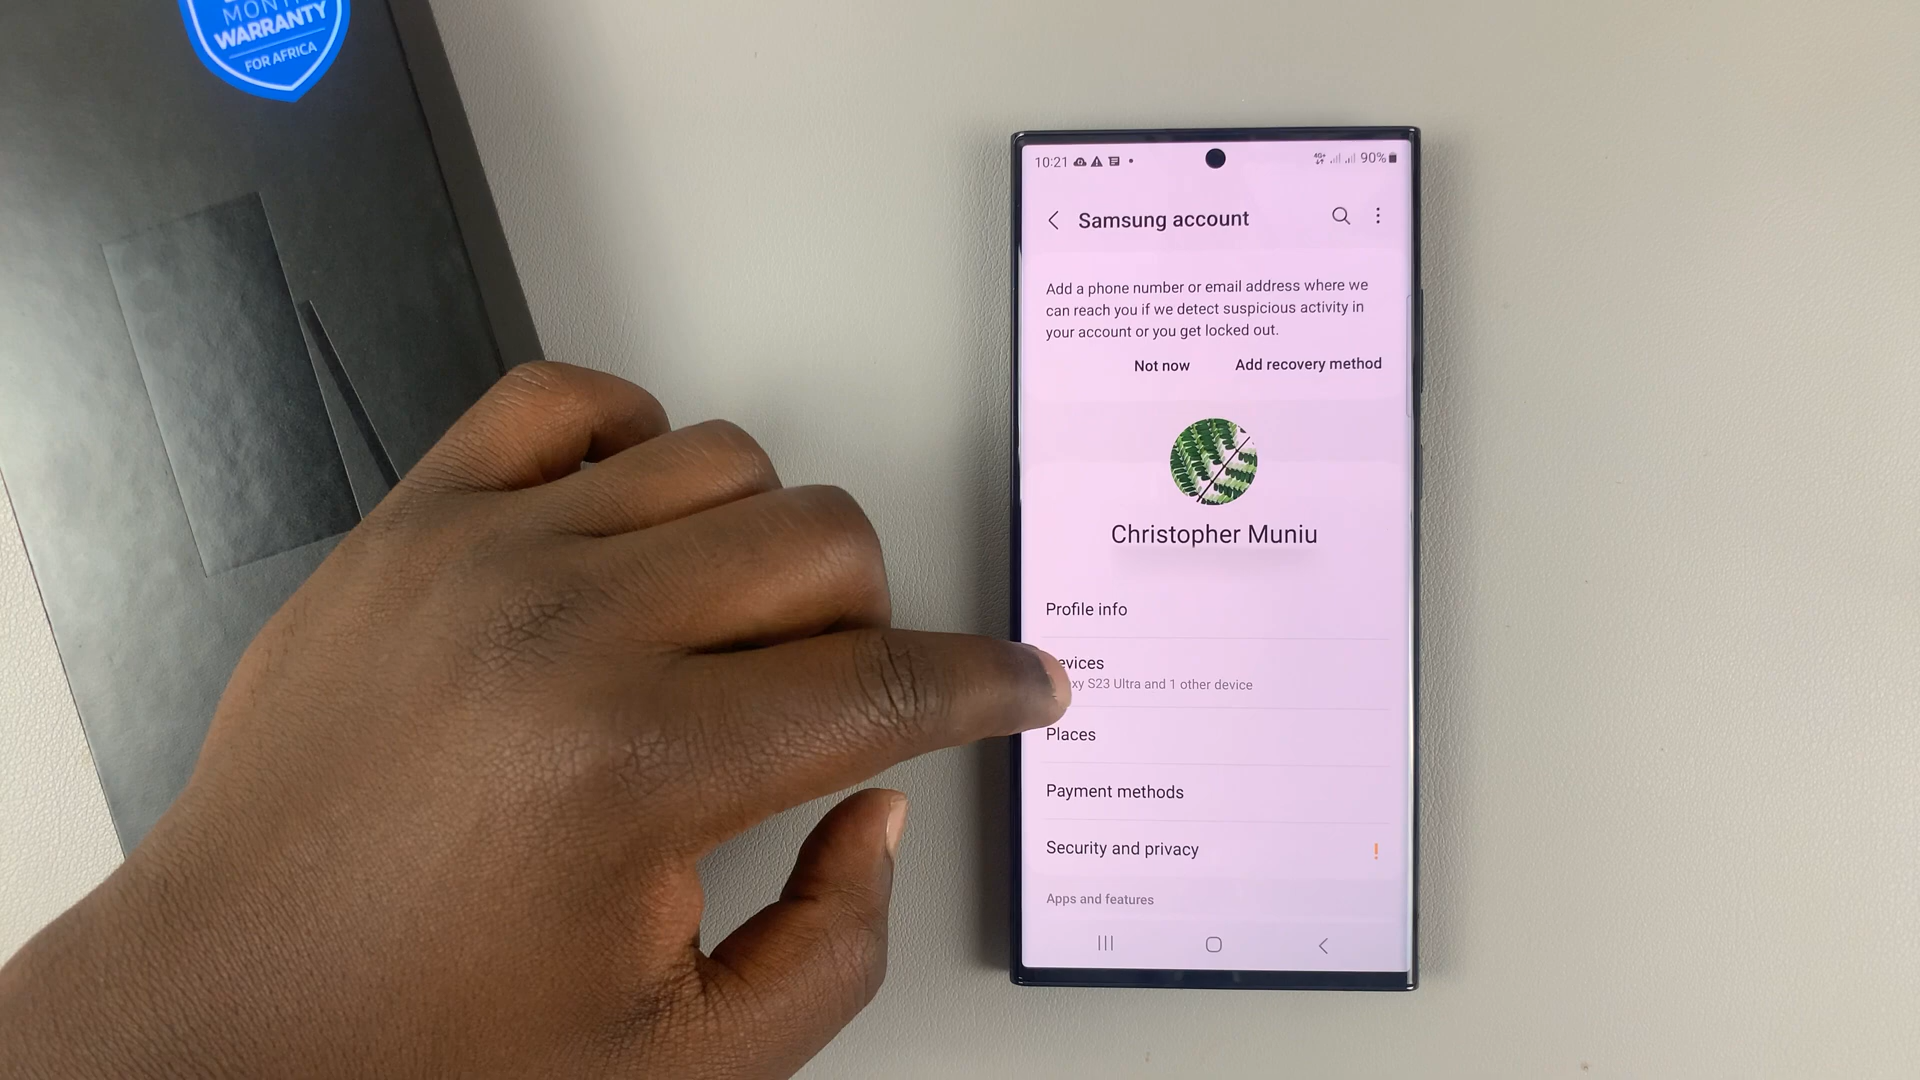 MONTH
WARRANTY
FOR AFRICA
10:21
90%
Samsung account
Add a phone number or email address where we
can reach you if we detect suspicious activity in
your account or you get locked out.
Not now Add recovery method
Christopher Muniu
Profile info
evices
xy S23 Ultra and 1 other device
Places
Payment methods
Security and privacy
Apps and features